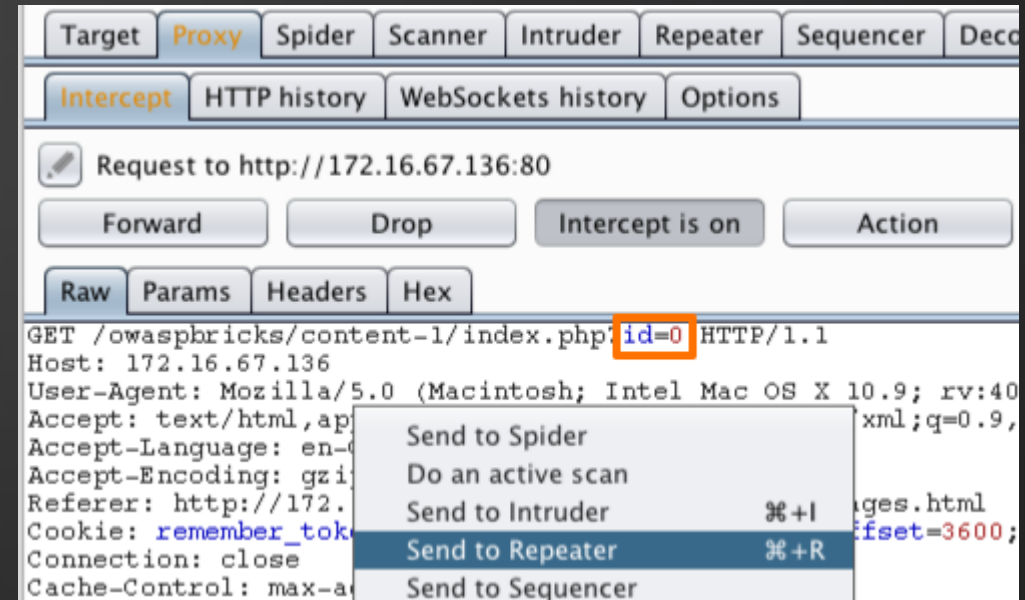 Target Proxy Spider Scanner Intruder Repeater Sequencer Deco
Intercept HTTP history WebSockets history Options
Request to http://172.16.67.136:80
Forward Drop Intercept is on Action
Raw Params Headers Hex
GET /owaspbricks/content-1/index.php?id=0 HTTP/1.1
Host: 172.16.67.136
User-Agent: Mozilla/5.0 (Macintosh; Intel Mac OS X 10.9; rv:40
Accept: text/html,ap xml;q=0.9,
Accept-Language: en-
Accept-Encoding: gzi
Referer: http://172. ges.html
Cookie: remember_tok ffset=3600;
Connection: close
Cache-Control: max-a
Send to Spider
Do an active scan
Send to Intruder ⌘+I
Send to Repeater ⌘+R
Send to Sequencer